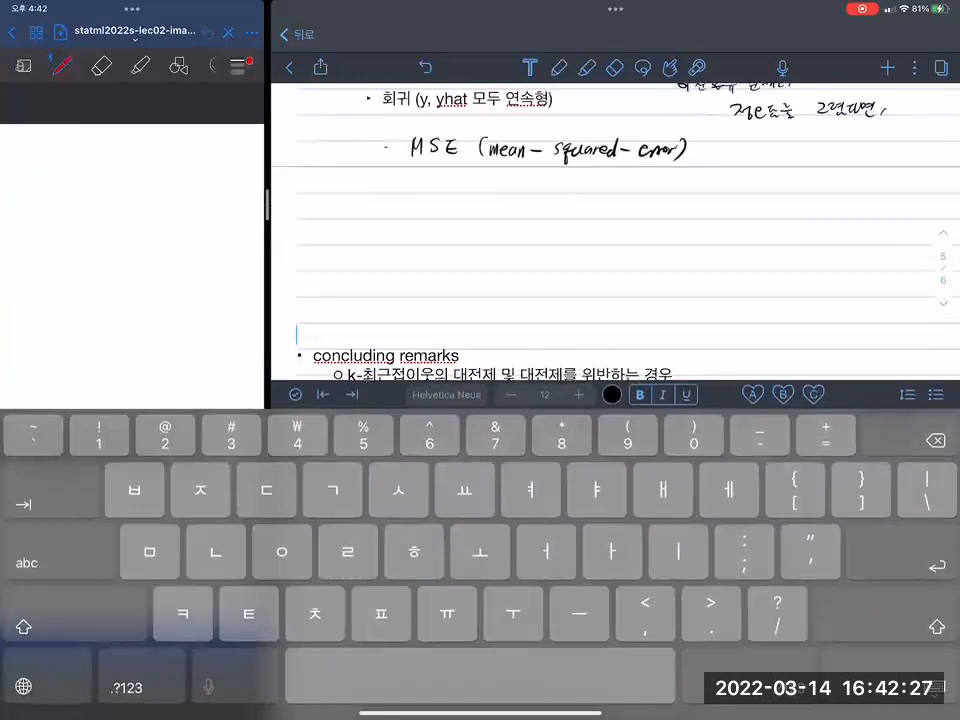 오후 4:42
81%
statml2022s-lec02-ima...
뒤로
회귀 (y, yhat 모두 연속형)
그렸다면,
MSE (mean-squared-error)
5
6
concluding remarks
k-최근접이웃의 대전제 및 대전제를 위반하는 경우
Helvetica Neue
12
B I U
A B C
~ ! @ # ₩ % ^ & * ( ) _ +
` 1 2 3 4 5 6 7 8 9 0 - =
ㅂ ㅈ ㄷ ㄱ ㅅ ㅛ ㅕ ㅑ ㅐ ㅔ { } |
[ ] \
abc ㅁ ㄴ ㅇ ㄹ ㅎ ㅗ ㅓ ㅏ ㅣ : "
; '
ㅋ ㅌ ㅊ ㅍ ㅠ ㅜ ㅡ < > ?
, . /
.?123
2022-03-14 16:42:27